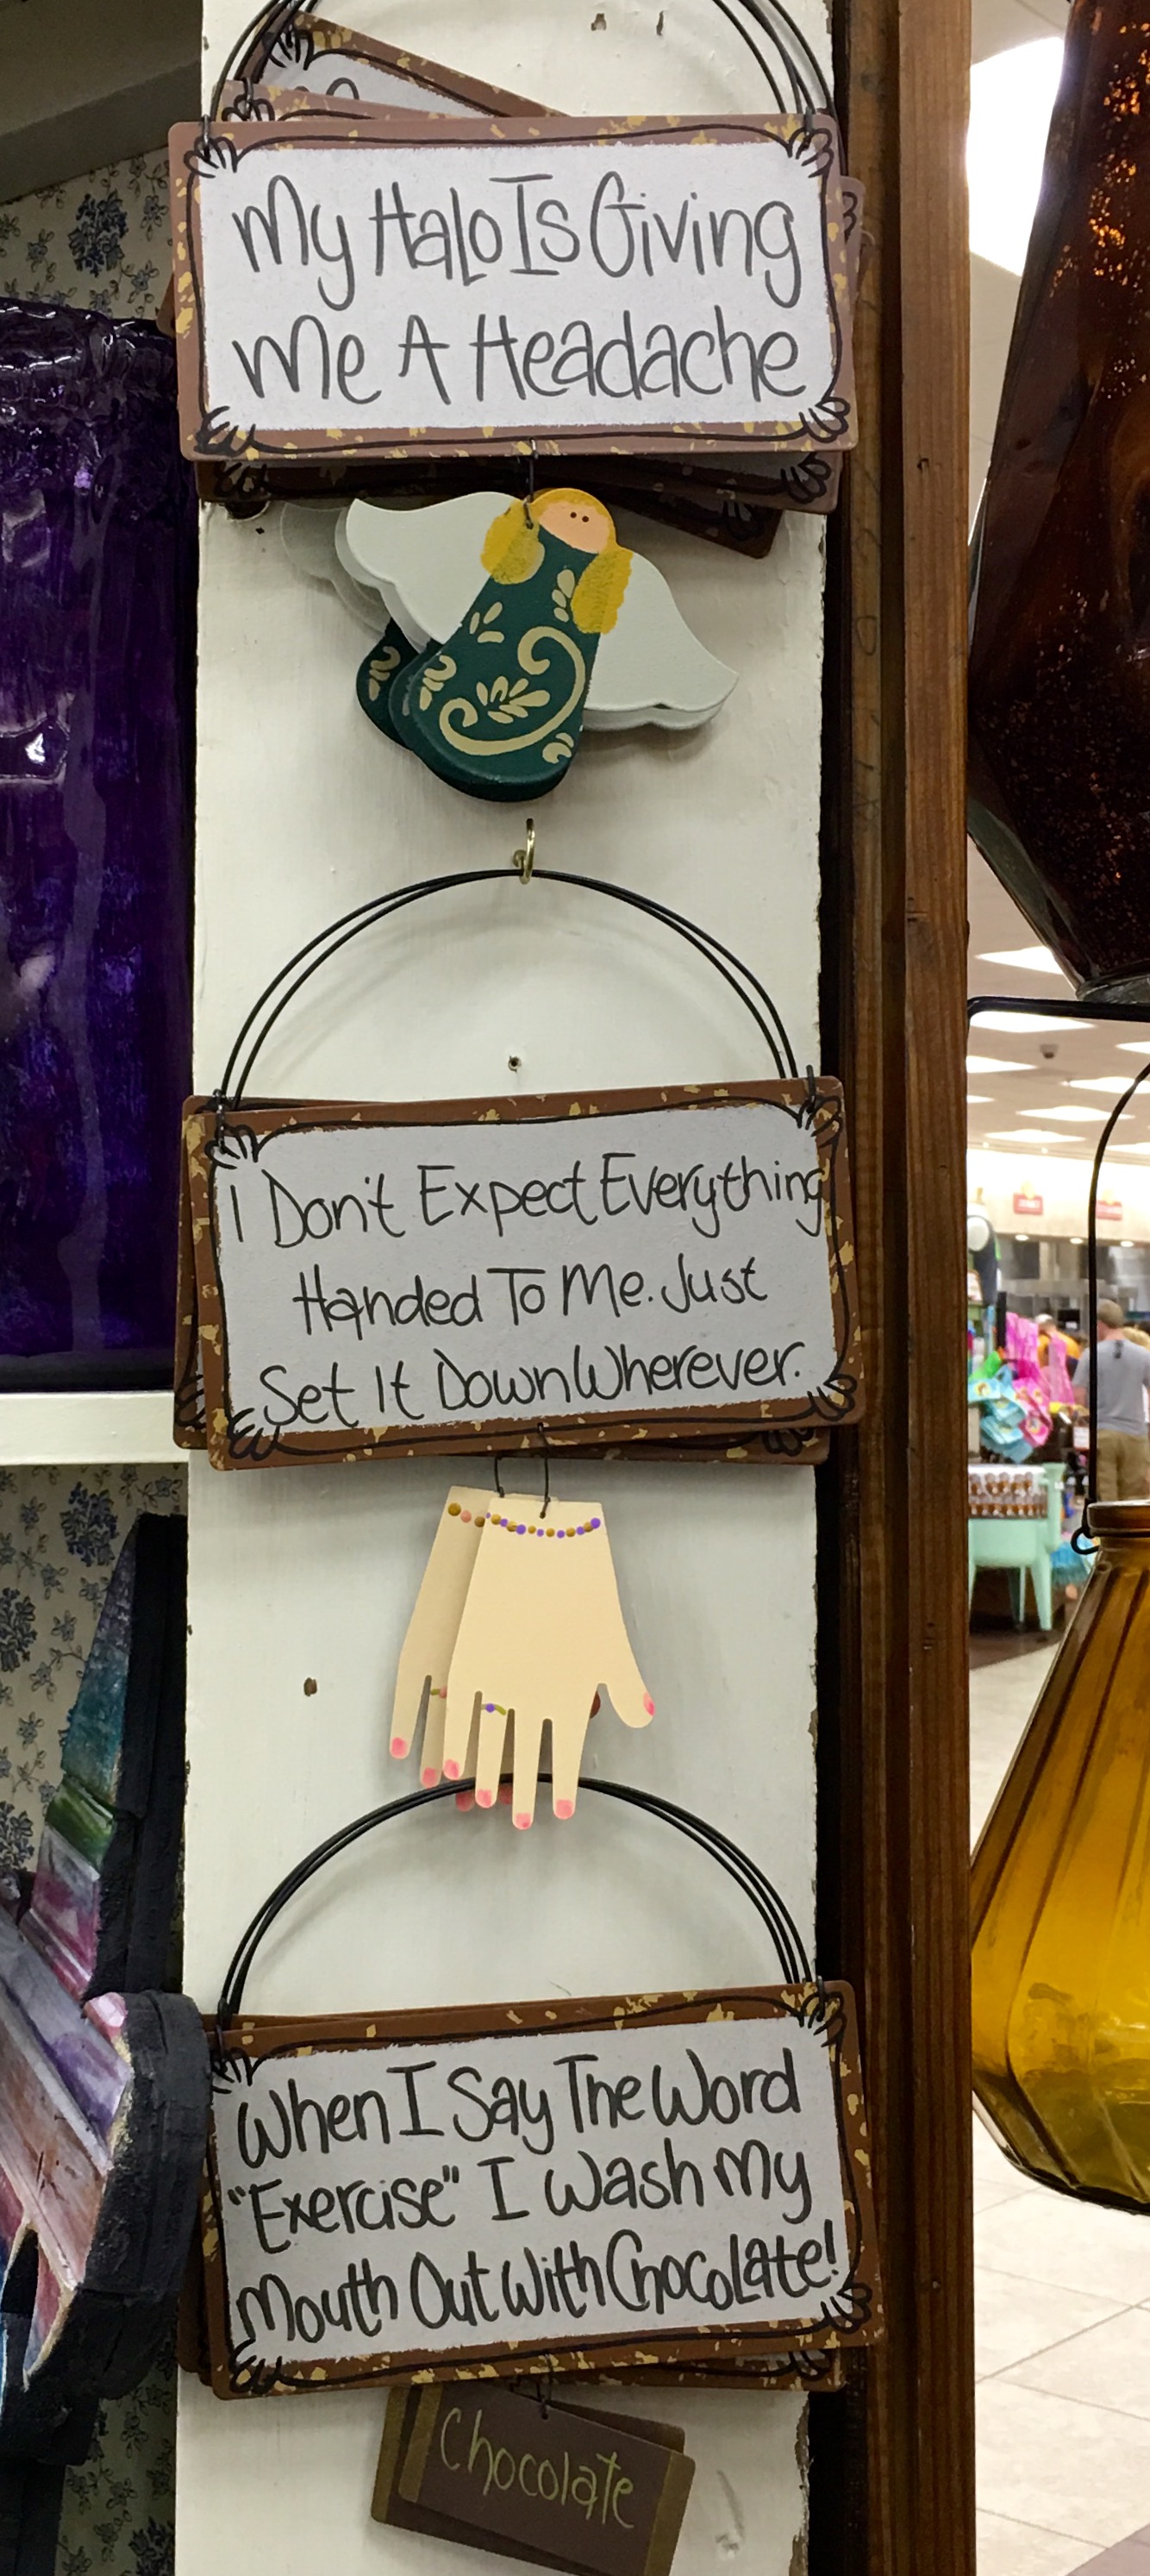 My Halo Is Giving
Me A Headache
I Don't Expect Everything
Handed To Me. Just
Set It Down Wherever.
When I Say The Word
"Exercise" I Wash My
Mouth Out With Chocolate!
Chocolate